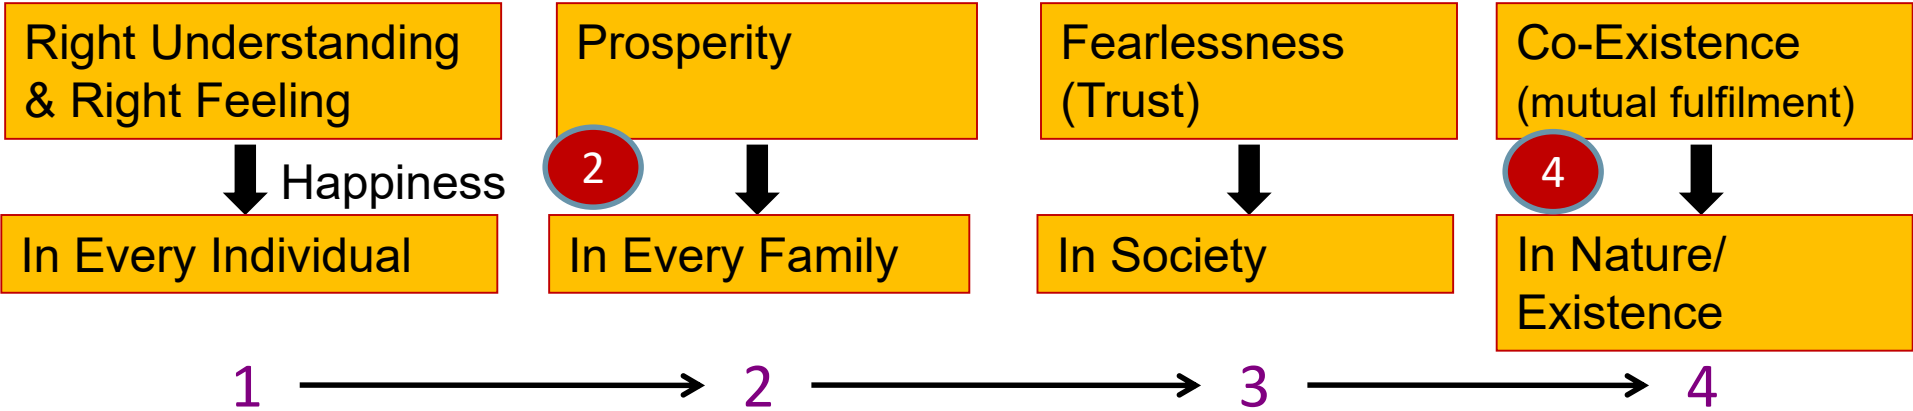 Right Understanding
& Right Feeling
Prosperity
Fearlessness
(Trust)
Co-Existence
(mutual fulfilment)
Happiness
2
4
In Every Individual
In Every Family
In Society
In Nature/
Existence
1
2
3
4